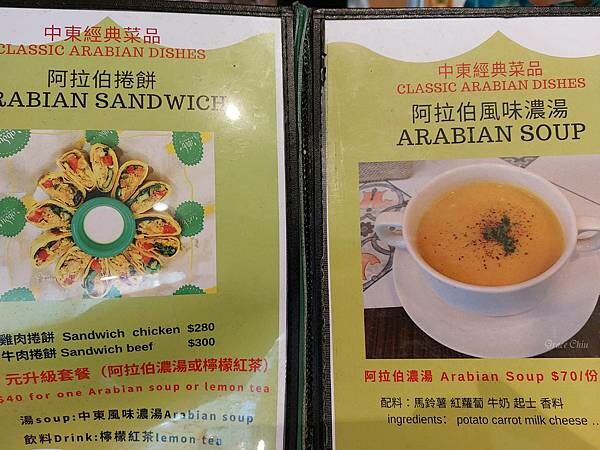 中東經典菜品
CLASSIC ARABIAN DISHES
阿拉伯捲餅
RABIAN SANDWICH
雞肉捲餅 Sandwich chicken $280
牛肉捲餅 Sandwich beef $300
元升級套餐（阿拉伯濃湯或檸檬紅茶）
$40 for one Arabian soup or lemon tea
湯soup:中東風味濃湯Arabian soup
飲料Drink:檸檬紅茶lemon tea
中東經典菜品
CLASSIC ARABIAN DISHES
阿拉伯風味濃湯
ARABIAN SOUP
Grace Chiu
阿拉伯濃湯 Arabian Soup $70/份
配料：馬鈴薯 紅蘿蔔 牛奶 起士 香料
ingredients： potato carrot milk cheese ...